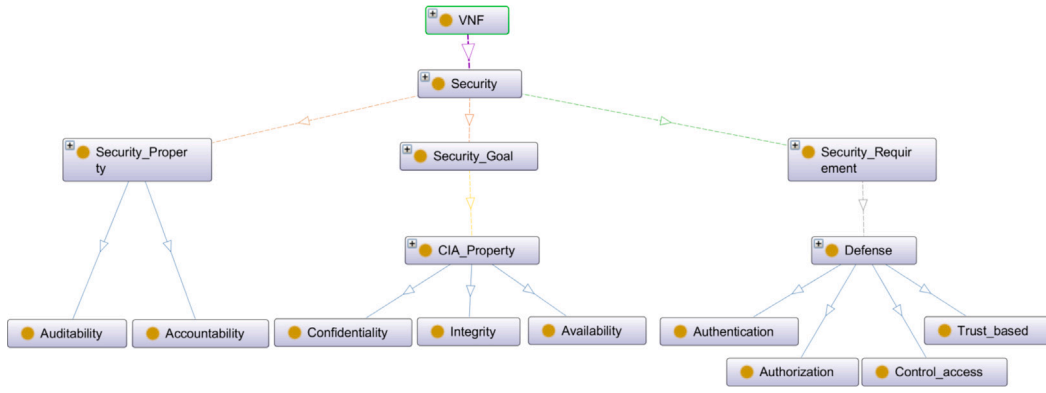 VNF
Security
Security_Proper
ty
Security_Goal
Security_Requir
ement
CIA_Property
Defense
Auditability
Accountability
Confidentiality
Integrity
Availability
Authentication
Trust_based
Authorization
Control_access